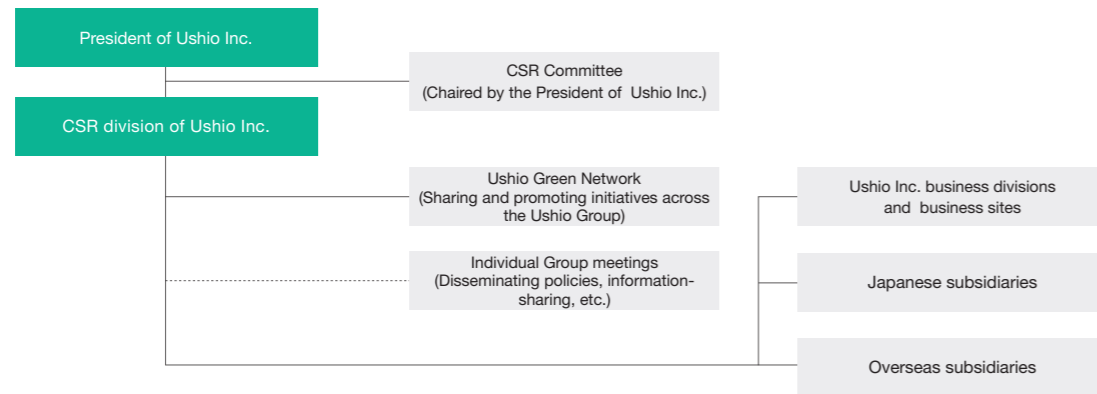 President of Ushio Inc.
CSR Committee
(Chaired by the President of Ushio Inc.)
CSR division of Ushio Inc.
Ushio Green Network
(Sharing and promoting initiatives across
the Ushio Group)
Ushio Inc. business divisions
and business sites
Individual Group meetings
(Disseminating policies, information-
sharing, etc.)
Japanese subsidiaries
Overseas subsidiaries